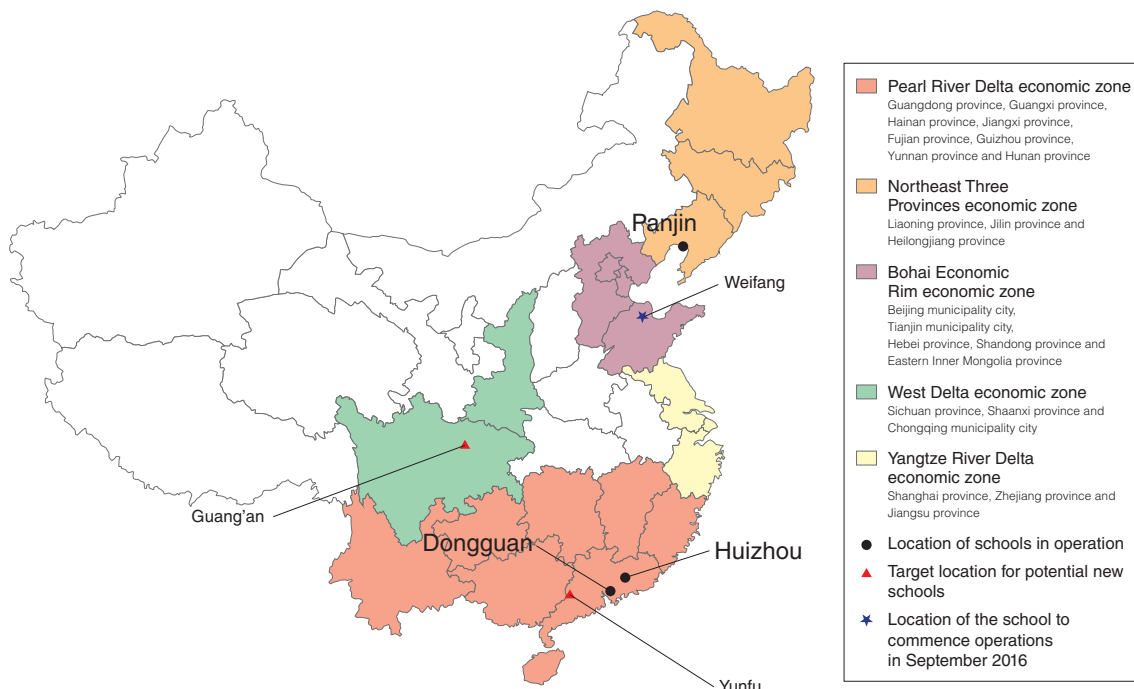 Panjin
Weifang
Guang'an
Dongguan
Huizhou
Yunfu
Pearl River Delta economic zone
Guangdong province, Guangxi province,
Hainan province, Jiangxi province,
Fujian province, Guizhou province,
Yunnan province and Hunan province
Northeast Three
Provinces economic zone
Liaoning province, Jilin province and
Heilongjiang province
Bohai Economic
Rim economic zone
Beijing municipality city,
Tianjin municipality city,
Hebei province, Shandong province and
Eastern Inner Mongolia province
West Delta economic zone
Sichuan province, Shaanxi province and
Chongqing municipality city
Yangtze River Delta
economic zone
Shanghai province, Zhejiang province and
Jiangsu province
Location of schools in operation
Target location for potential new
schools
Location of the school to
commence operations
in September 2016